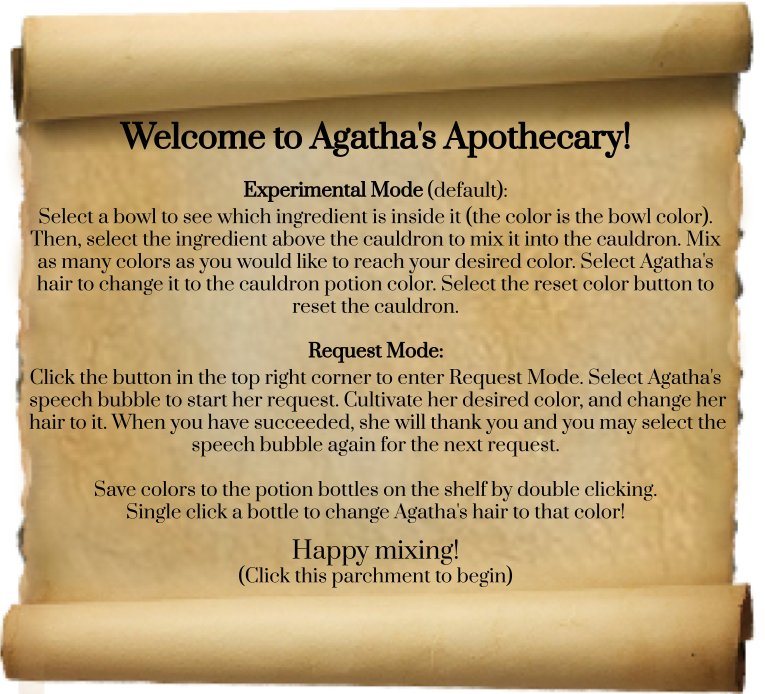 Welcome to Agatha's Apothecary!
Experimental Mode (default):
Select a bowl to see which ingredient is inside it (the color is the bowl color).
Then, select the ingredient above the cauldron to mix it into the cauldron. Mix
as many colors as you would like to reach your desired color. Select Agatha's
hair to change it to the cauldron potion color. Select the reset color button to
reset the cauldron.
Request Mode:
Click the button in the top right corner to enter Request Mode. Select Agatha's
speech bubble to start her request. Cultivate her desired color, and change her
hair to it. When you have succeeded, she will thank you and you may select the
speech bubble again for the next request.
Save colors to the potion bottles on the shelf by double clicking.
Single click a bottle to change Agatha's hair to that color!
Happy mixing!
(Click this parchment to begin)